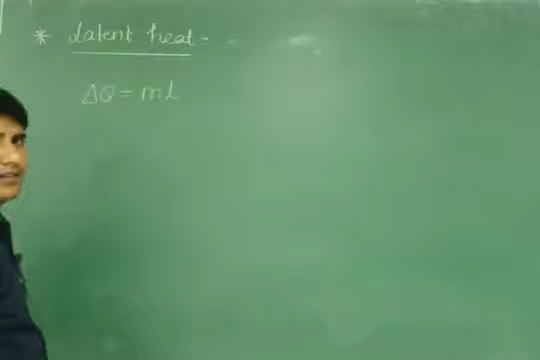 * Latent heat -
ΔQ = mL